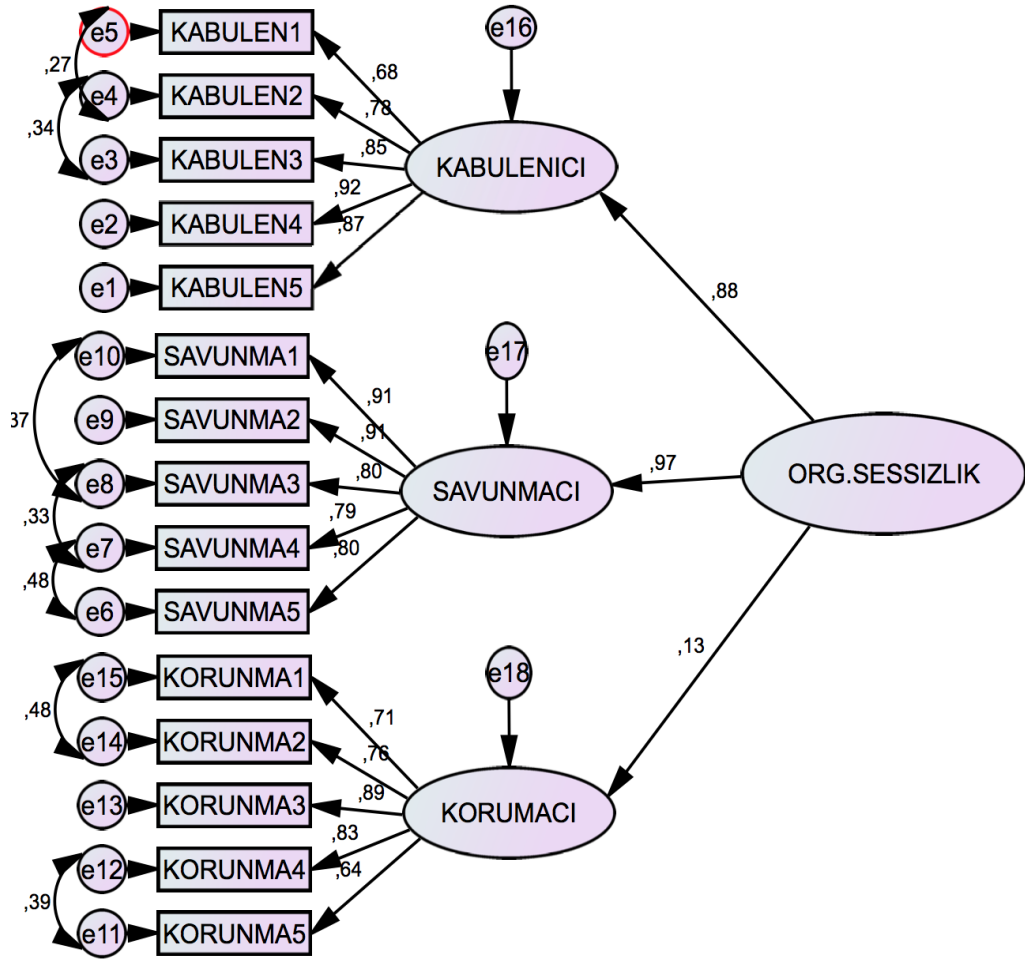 e5
KABULEN1
e16
,68
,27
e4
KABULEN2
,78
,34
e3
KABULEN3
,85
KABULENICI
,92
e2
KABULEN4
,87
e1
KABULEN5
,88
e10
SAVUNMA1
e17
,91
37
e9
SAVUNMA2
,91
e8
SAVUNMA3
,80
SAVUNMACI
,97
ORG.SESSIZLIK
,33
,79
e7
SAVUNMA4
,80
,48
e6
SAVUNMA5
e15
KORUNMA1
e18
,13
,48
,71
e14
KORUNMA2
,76
e13
KORUNMA3
,89
KORUMACI
,83
e12
KORUNMA4
,64
,39
e11
KORUNMA5